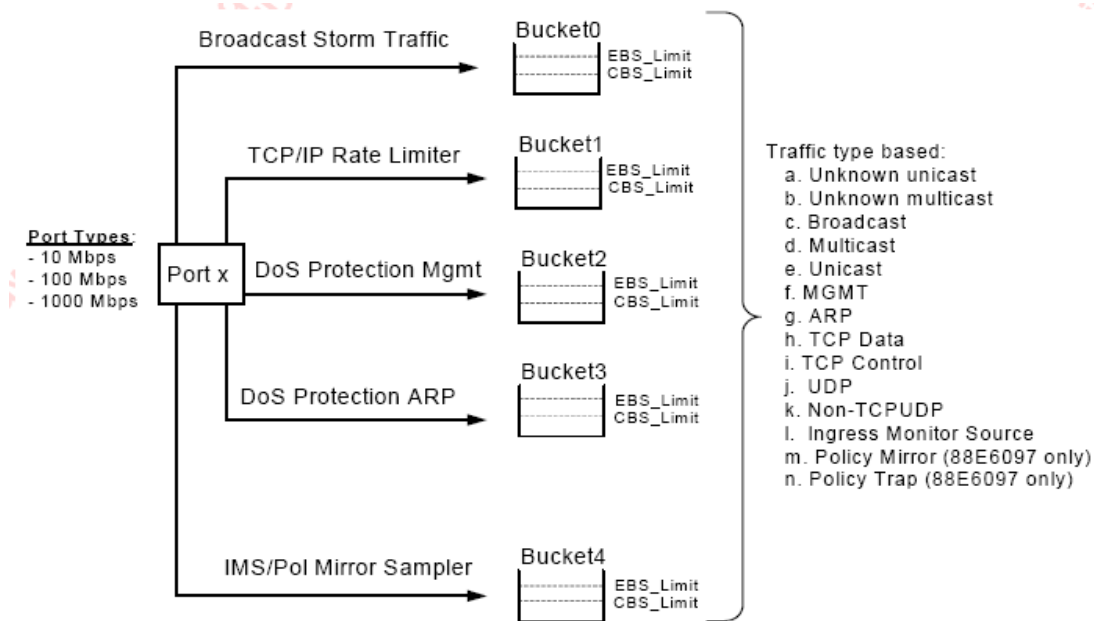 Broadcast Storm Traffic
Bucket0
EBS_Limit
CBS_Limit
TCP/IP Rate Limiter
Bucket1
EBS_Limit
CBS_Limit
Port Types:
- 10 Mbps
- 100 Mbps
- 1000 Mbps
Port x
DoS Protection Mgmt
Bucket2
EBS_Limit
CBS_Limit
DoS Protection ARP
Bucket3
EBS_Limit
CBS_Limit
IMS/Pol Mirror Sampler
Bucket4
EBS_Limit
CBS_Limit
Traffic type based:
a. Unknown unicast
b. Unknown multicast
c. Broadcast
d. Multicast
e. Unicast
f. MGMT
g. ARP
h. TCP Data
i. TCP Control
j. UDP
k. Non-TCPUDP
l. Ingress Monitor Source
m. Policy Mirror (88E6097 only)
n. Policy Trap (88E6097 only)